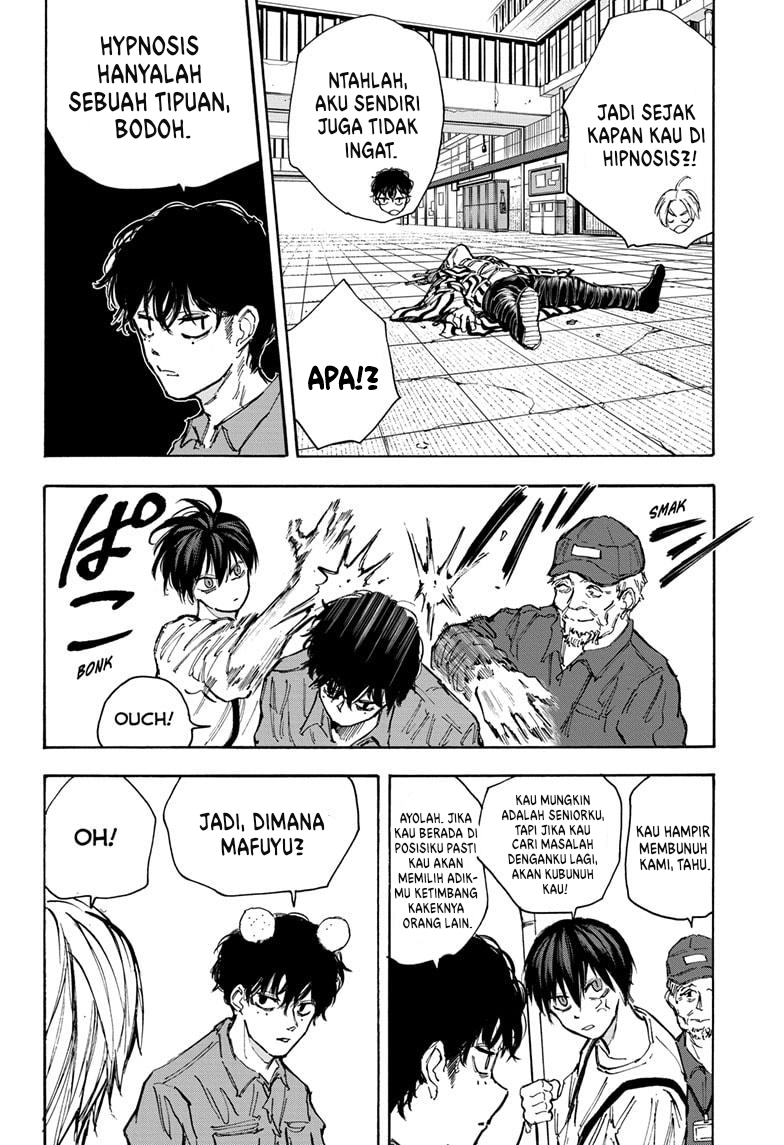 JADI SEJAK
KAPAN KAU DI
HIPNOSIS?!
NTAHLAH,
AKU SENDIRI
JUGA TIDAK
INGAT.
APA!?
HYPNOSIS
HANYALAH
SEBUAH TIPUAN,
BODOH.
SMAK
ぱコ
BONK
OUCH!
KAU HAMPIR
MEMBUNUH
KAMI, TAHU.
KAU MUNGKIN
ADALAH SENIORKU,
TAPI JIKA KAU
CARI MASALAH
DENGANKU LAGI,
AKAN KUBUNUH
KAU!
AYOLAH. JIKA
KAU BERADA DI
POSISIKU PASTI
KAU AKAN
MEMILIH ADIK-
MU KETIMBANG
KAKEKNYA
ORANG LAIN.
JADI, DIMANA
MAFUYU?
OH!